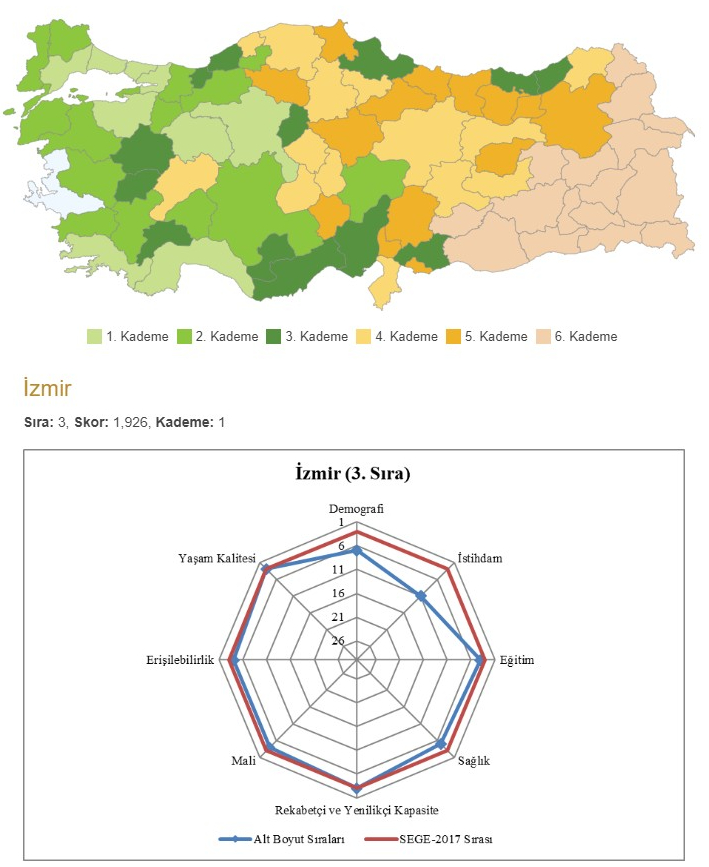 1. Kademe 2. Kademe 3. Kademe 4. Kademe 5. Kademe 6. Kademe
İzmir
Sıra: 3, Skor: 1,926, Kademe: 1
İzmir (3. Sıra)
Demografi
1
6
Yaşam Kalitesi
İstihdam
11
16
21
26
Erişilebilirlik
Eğitim
Mali
Sağlık
Rekabetçi ve Yenilikçi Kapasite
Alt Boyut Sıraları
SEGE-2017 Sırası